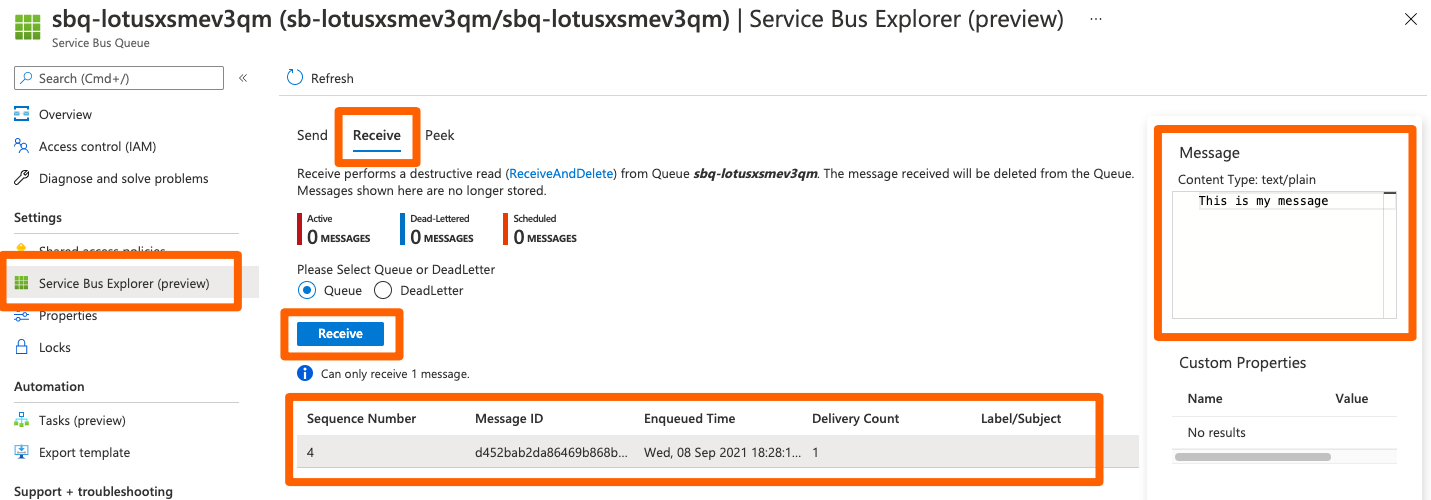 sbq-lotusxsmev3qm (sb-lotusxsmev3qm/sbq-lotusxsmev3qm) | Service Bus Explorer (preview) ...
Service Bus Queue
Search (Cmd+/)
«
Overview
Access control (IAM)
Diagnose and solve problems
Settings
Shared access policies
Service Bus Explorer (preview)
Properties
Locks
Automation
Tasks (preview)
Export template
Support + troubleshooting
Refresh
Send Receive Peek
Receive performs a destructive read (ReceiveAndDelete) from Queue sbq-lotusxsmev3qm. The message received will be deleted from the Queue.
Messages shown here are no longer stored.
Active
0 MESSAGES
Dead-Lettered
0 MESSAGES
Scheduled
0 MESSAGES
Please Select Queue or DeadLetter
Queue DeadLetter
Receive
Can only receive 1 message.
Sequence Number Message ID Enqueued Time Delivery Count Label/Subject
4 d452bab2da86469b868b... Wed, 08 Sep 2021 18:28:1... 1
Message
Content Type: text/plain
This is my message
Custom Properties
Name Value
No results